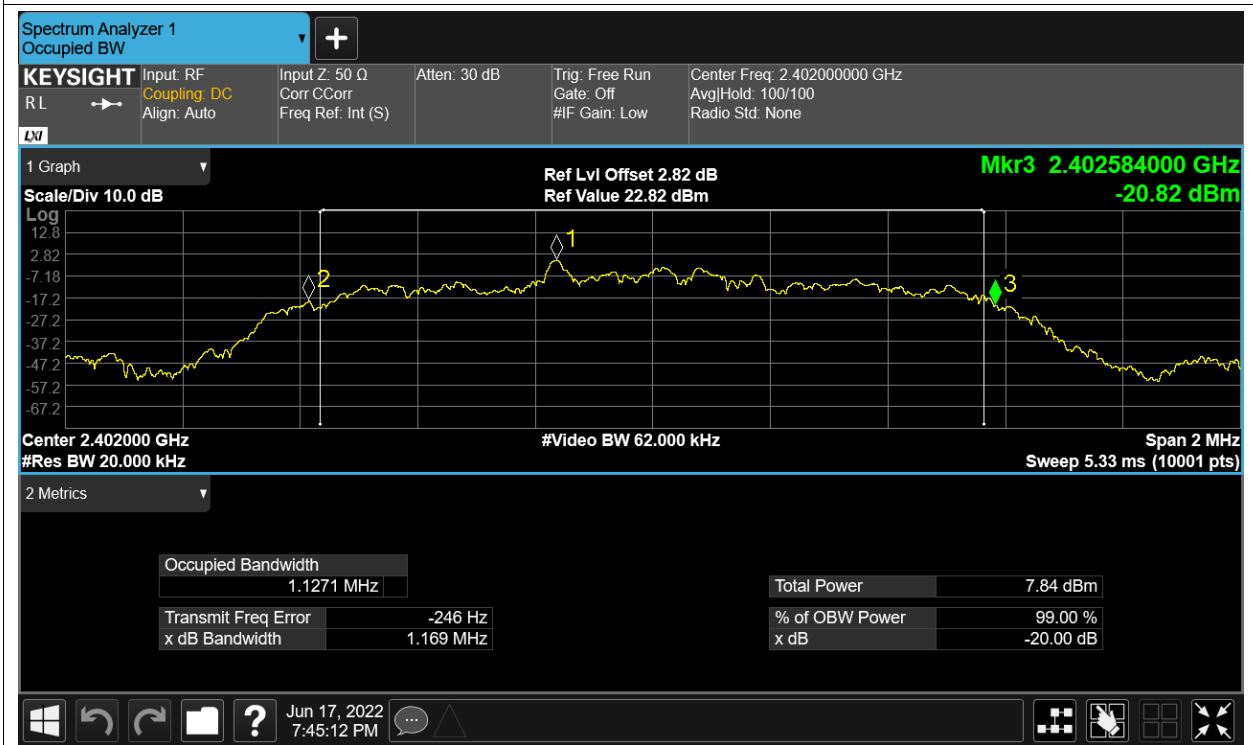 Spectrum Analyzer 1
Occupied BW
+
KEYSIGHT Input: RF Input Z: 50 Ω Atten: 30 dB Trig: Free Run Center Freq: 2.402000000 GHz
RL Coupling: DC Corr CCorr Gate: Off Avg|Hold: 100/100
Align: Auto Freq Ref: Int (S) #IF Gain: Low Radio Std: None
LXI
1 Graph Ref Lvl Offset 2.82 dB Mkr3 2.402584000 GHz
Scale/Div 10.0 dB Ref Value 22.82 dBm -20.82 dBm
Log
12.8
2.82
-7.18
-17.2
-27.2
-37.2
-47.2
-57.2
-67.2
1
2
3
Center 2.402000 GHz #Video BW 62.000 kHz Span 2 MHz
#Res BW 20.000 kHz Sweep 5.33 ms (10001 pts)
2 Metrics
Occupied Bandwidth
1.1271 MHz Total Power 7.84 dBm
Transmit Freq Error -246 Hz % of OBW Power 99.00 %
x dB Bandwidth 1.169 MHz x dB -20.00 dB
? Jun 17, 2022
7:45:12 PM